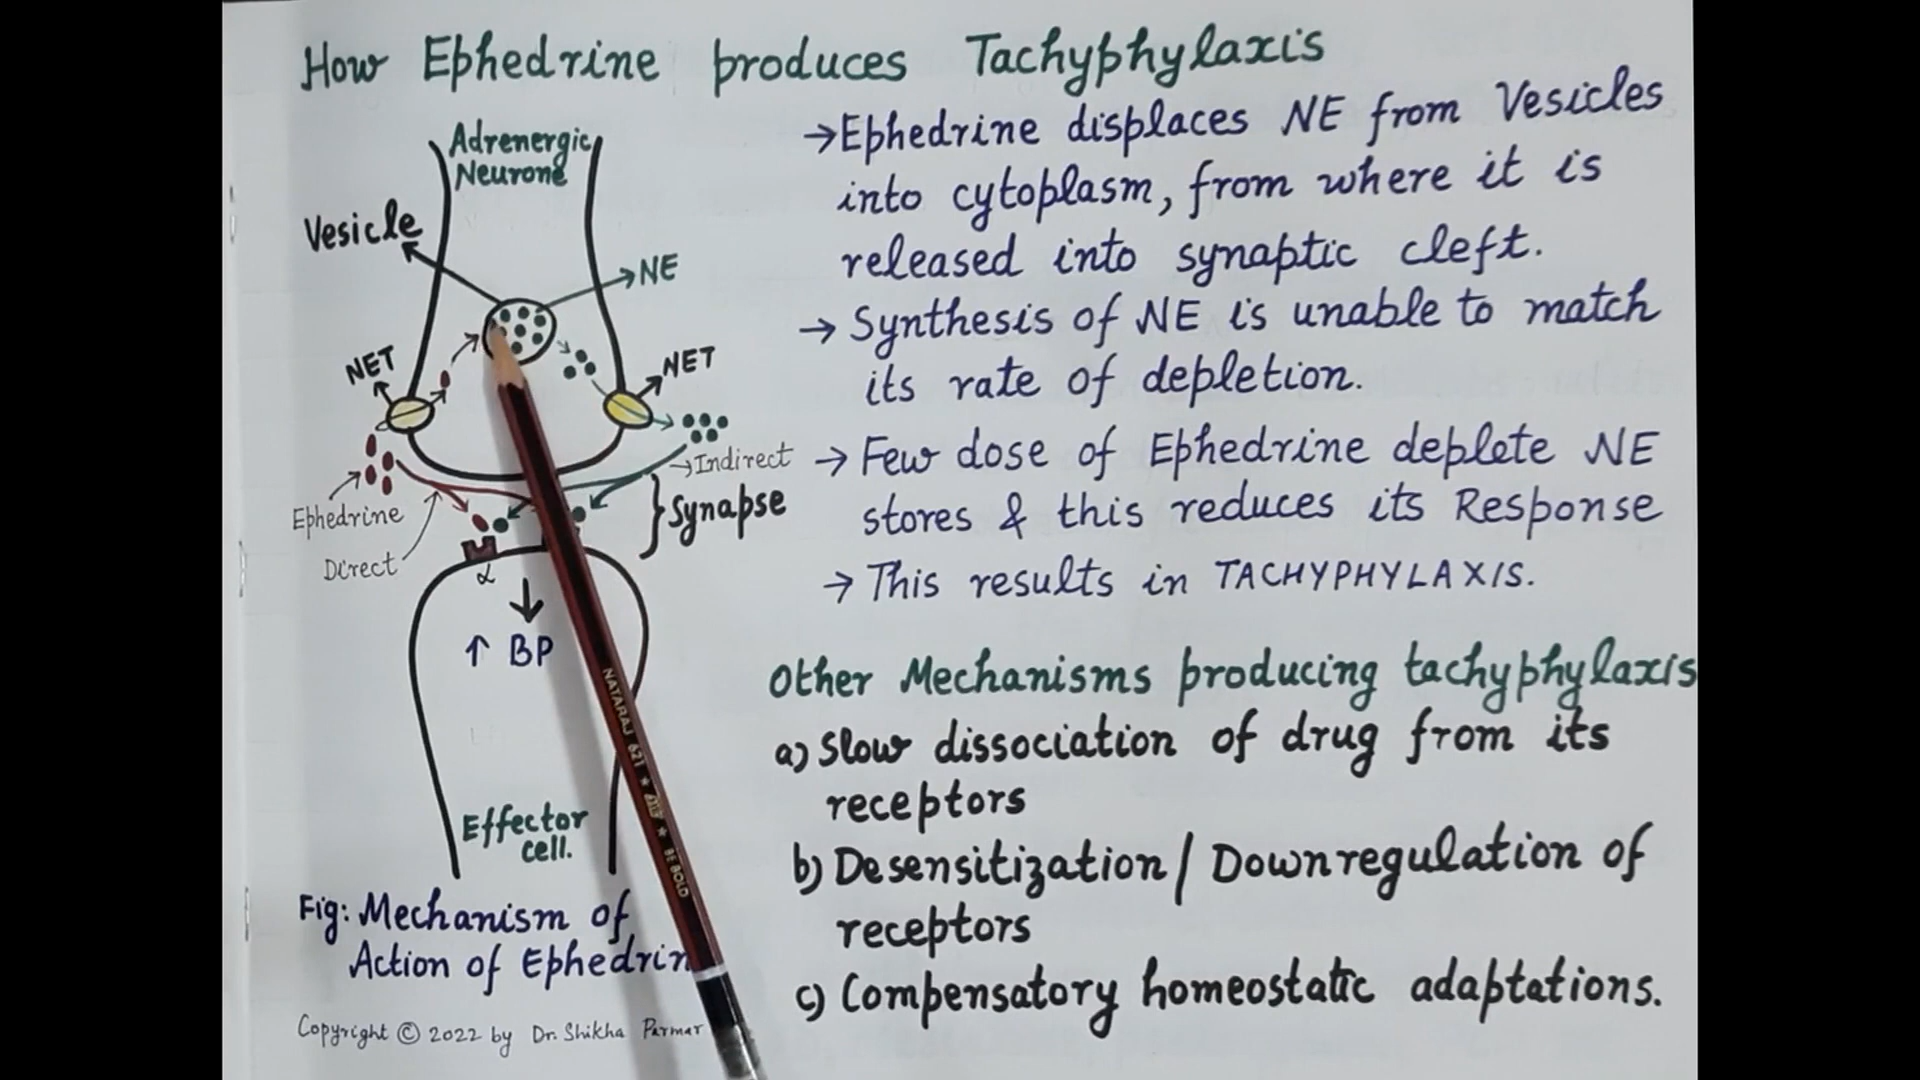 How Ephedrine produces Tachyphylaxis
Adrenergic
Neurone
Vesicle
NE
NET
NET
Ephedrine
Direct
→Indirect
Synapse
α
↑ BP
Effector
cell.
Fig: Mechanism of
Action of Ephedrin
Copyright © 2022 by Dr. Shikha Parmar
→Ephedrine displaces NE from Vesicles
into cytoplasm, from where it is
released into synaptic cleft.
→ Synthesis of NE is unable to match
its rate of depletion.
→ Few dose of Ephedrine deplete NE
stores & this reduces its Response
→ This results in TACHYPHYLAXIS.
Other Mechanisms producing tachyphylaxis
a) Slow dissociation of drug from its
receptors
b) Desensitization / Downregulation of
receptors
c) Compensatory homeostatic adaptations.
NATARAJ 621 ★ ★ BE BOLD